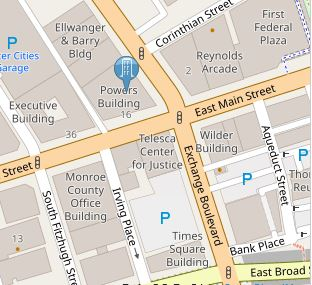 First
Federal
Plaza
Corinthian Street
Ellwanger
& Barry
Bldg
P
Cities
Garage
Reynolds
Arcade
2
Powers
Building
16
East Main Street
Executive
Building
36
Telesca
Center
for Justice
Wilder
Building
Aqueduct Street
Street
Exchange Boulevard
P
Monroe
County
Office
Building
Irving Place
South Fitzhugh
P
P
13
Times
Square
Building
Bank Place
East Broad